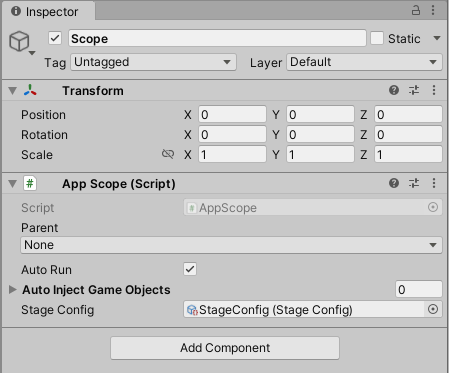 Inspector
Scope
Static
Tag Untagged Layer Default
Transform
Position X 0 Y 0 Z 0
Rotation X 0 Y 0 Z 0
Scale X 1 Y 1 Z 1
App Scope (Script)
Script # AppScope
Parent
None
Auto Run
Auto Inject Game Objects 0
Stage Config StageConfig (Stage Config)
Add Component